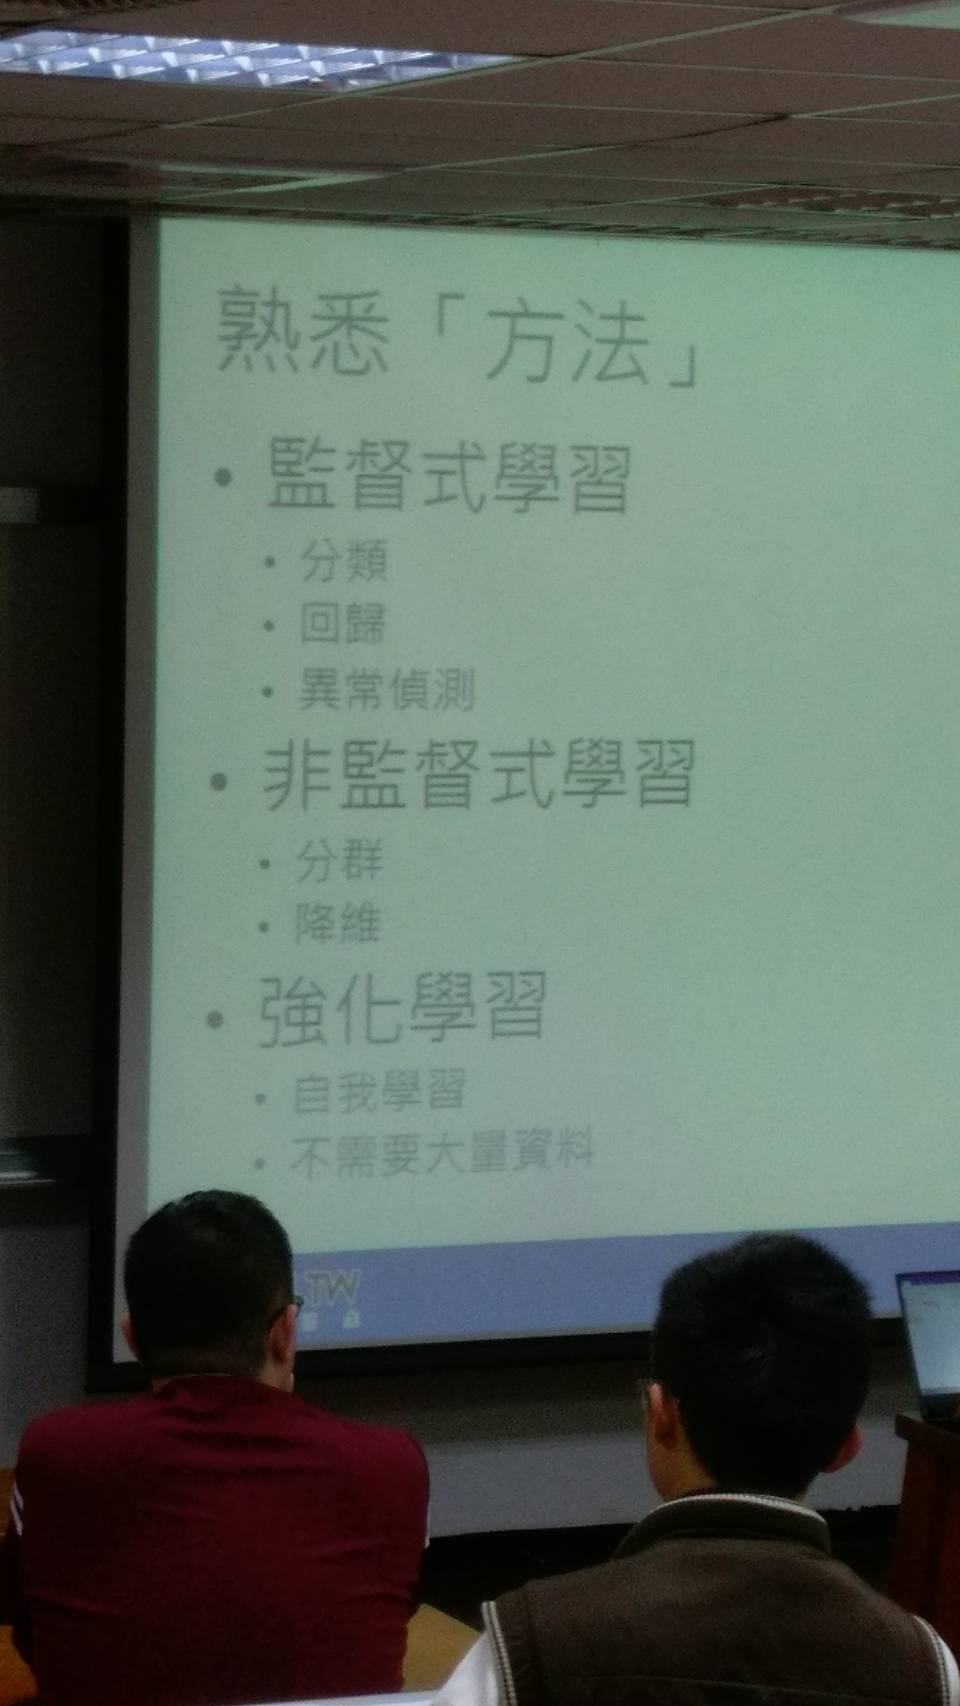 熟悉「方法」
• 監督式學習
• 分類
• 回歸
• 異常偵測
• 非監督式學習
• 分群
• 降維
• 強化學習
• 自我學習
• 不需要大量資料
TW